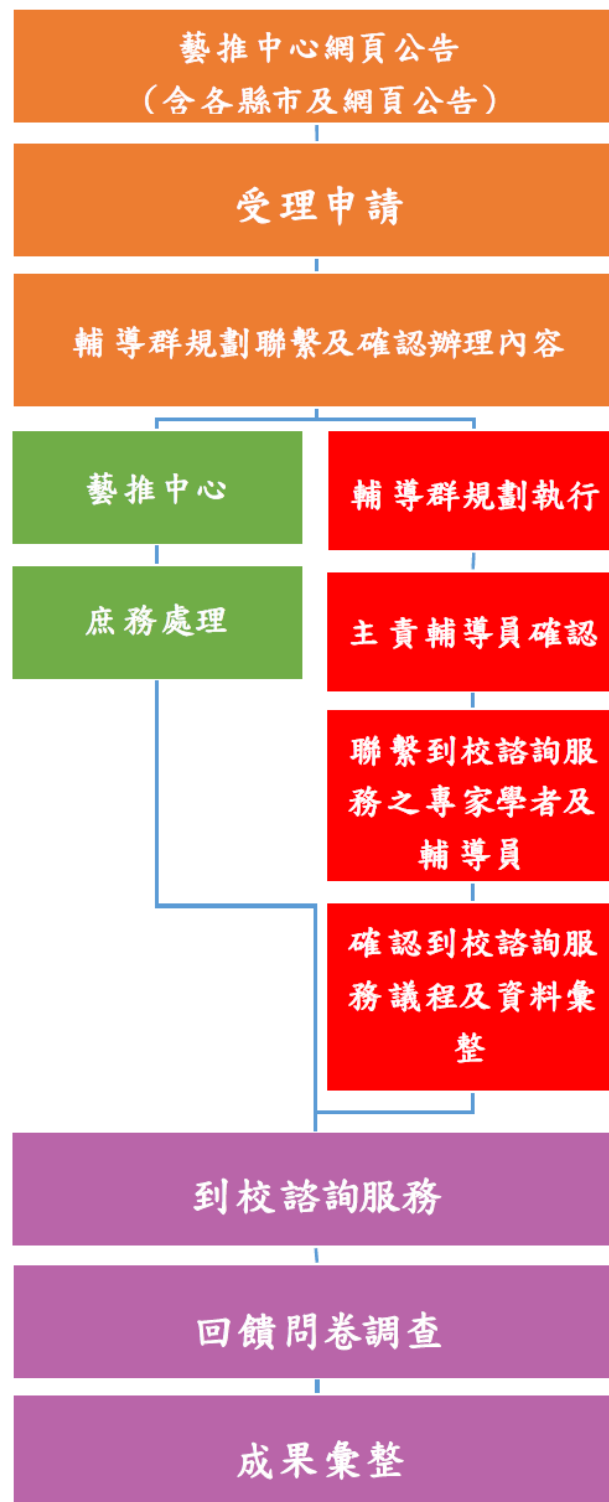 藝推中心網頁公告
（含各縣市及網頁公告）
受理申請
輔導群規劃聯繫及確認辦理內容
藝推中心
庶務處理
輔導群規劃執行
主責輔導員確認
聯繫到校諮詢服
務之專家學者及
輔導員
確認到校諮詢服
務議程及資料彙
整
到校諮詢服務
回饋問卷調查
成果彙整